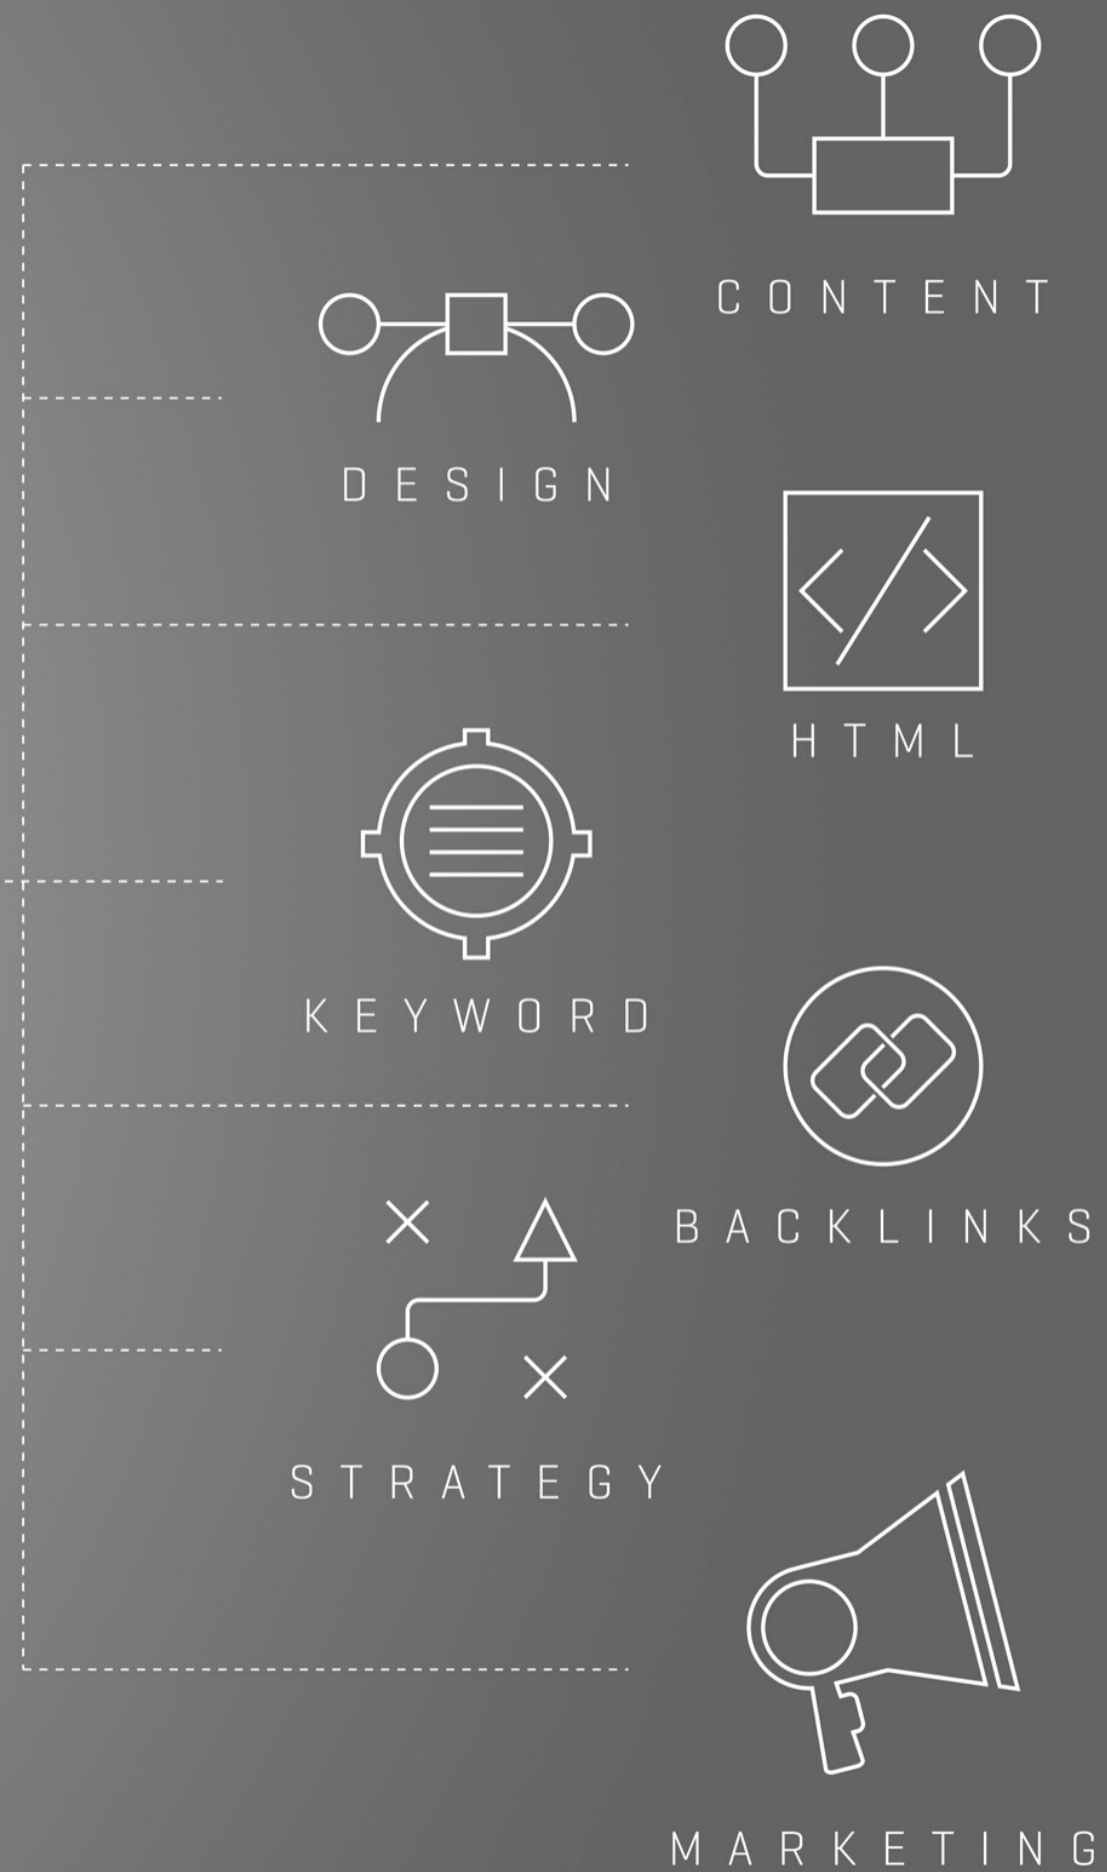 CONTENT
DESIGN
HTML
KEYWORD
BACKLINKS
STRATEGY
MARKETING